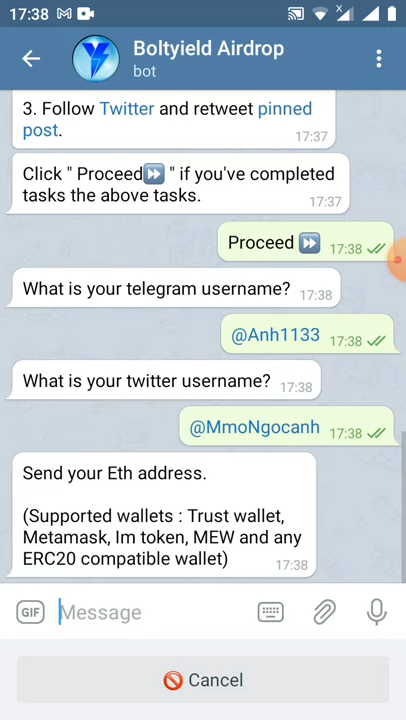 17:38
Boltyield Airdrop
bot
3. Follow Twitter and retweet pinned
post.
17:37
Click " Proceed⏩ " if you've completed
tasks the above tasks.
17:37
Proceed ⏩
17:38
What is your telegram username?
17:38
@Anh1133
17:38
What is your twitter username?
17:38
@MmoNgocanh
17:38
Send your Eth address.
(Supported wallets : Trust wallet,
Metamask, Im token, MEW and any
ERC20 compatible wallet)
17:38
GIF
Message
🚫 Cancel